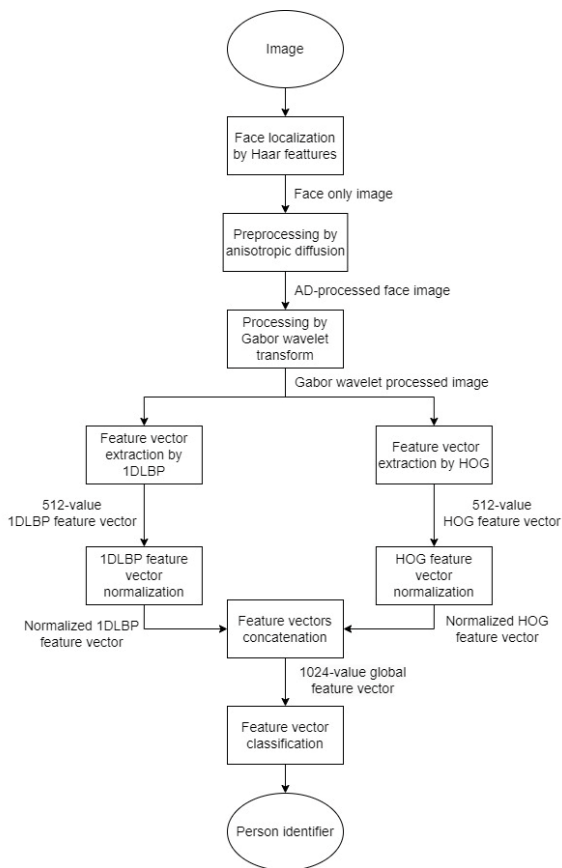 Image
Face localization
by Haar feattures
Face only image
Preprocessing by
anisotropic diffusion
AD-processed face image
Processing by
Gabor wavelet
transform
Gabor wavelet processed image
Feature vector
extraction by
1DLBP
Feature vector
extraction by HOG
512-value
1DLBP feature vector
512-value
HOG feature vector
1DLBP feature
vector
normalization
HOG feature
vector
normalization
Normalized 1DLBP
feature vector
Feature vectors
concatenation
Normalized HOG
feature vector
1024-value global
feature vector
Feature vector
classification
Person identifier